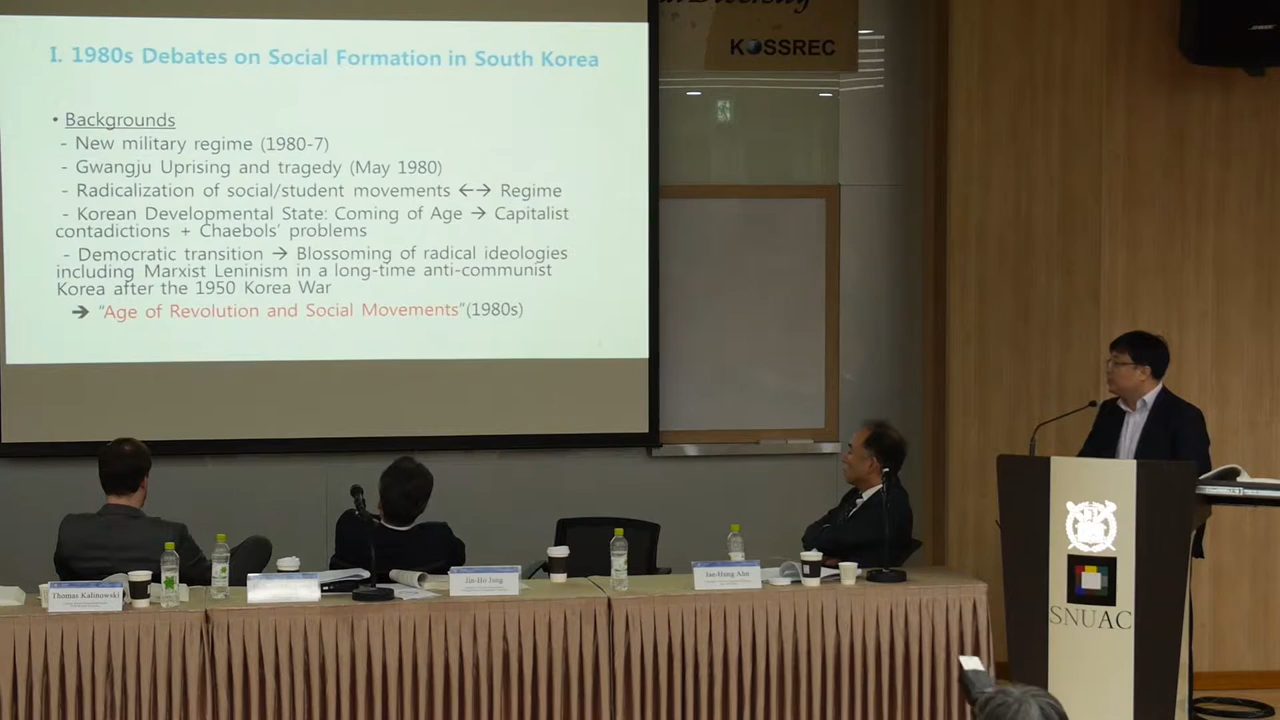 I. 1980s Debates on Social Formation in South Korea
• Backgrounds
- New military regime (1980-7)
- Gwangju Uprising and tragedy (May 1980)
- Radicalization of social/student movements ←→ Regime
- Korean Developmental State: Coming of Age → Capitalist
contadictions + Chaebols' problems
- Democratic transition → Blossoming of radical ideologies
including Marxist Leninism in a long-time anti-communist
Korea after the 1950 Korea War
→ "Age of Revolution and Social Movements"(1980s)
Diversity
KOSSREC
BOSE
Thomas Kalinowski
Jin-Ho Jang
Jae-Hung Ahn
SNUAC